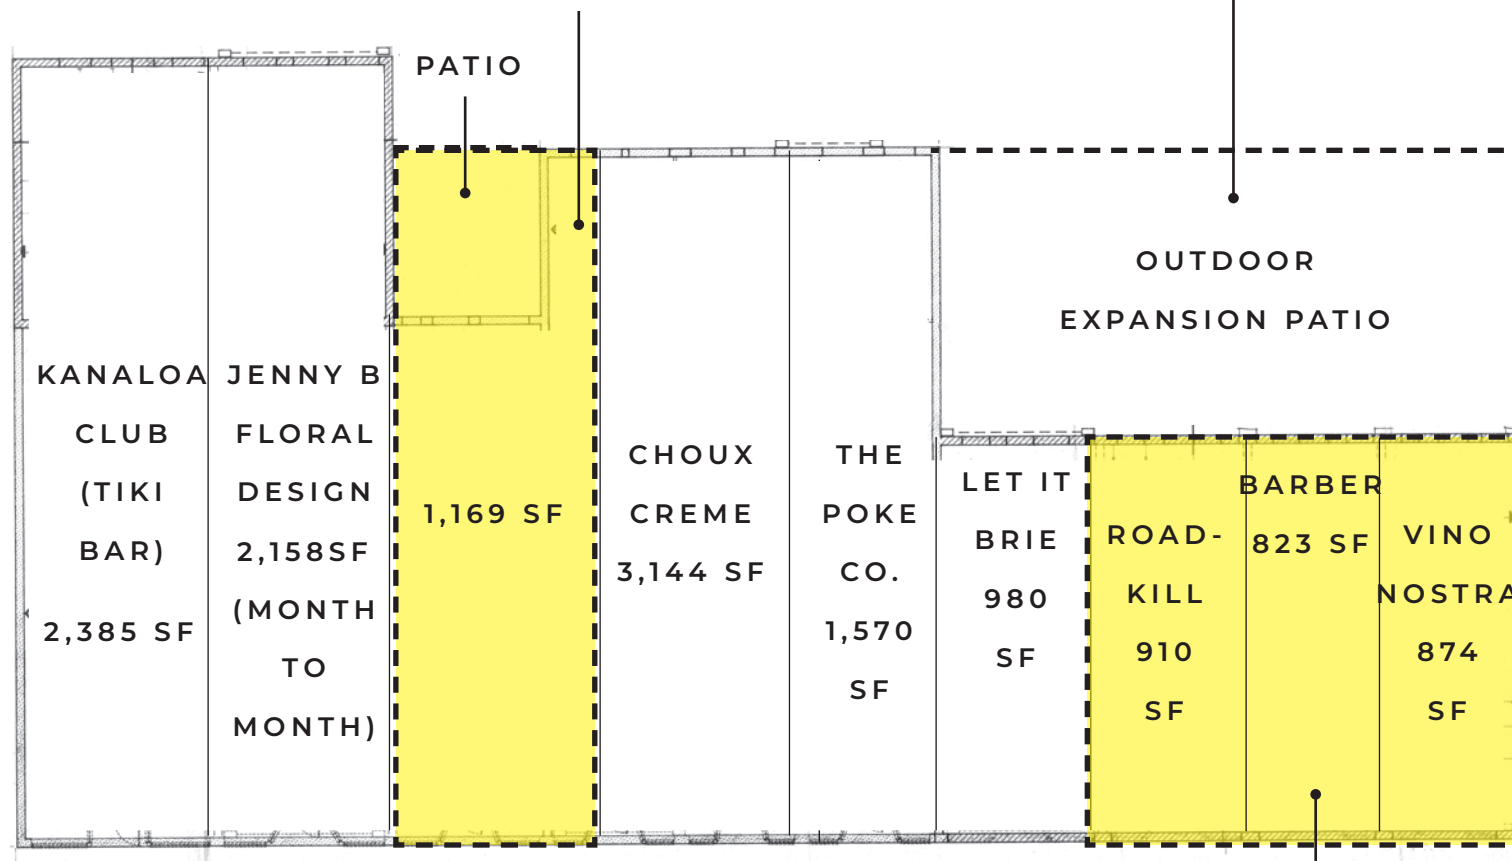 PATIO
OUTDOOR
EXPANSION PATIO
KANALOA
CLUB
(TIKI
BAR)
2,385 SF
JENNY B
FLORAL
DESIGN
2,158SF
(MONTH
TO
MONTH)
1,169 SF
CHOUX
CREME
3,144 SF
THE
POKE
CO.
1,570
SF
LET IT
BRIE
980
SF
ROAD-
KILL
910
SF
BARBER
823 SF
VINO
NOSTRA
874
SF